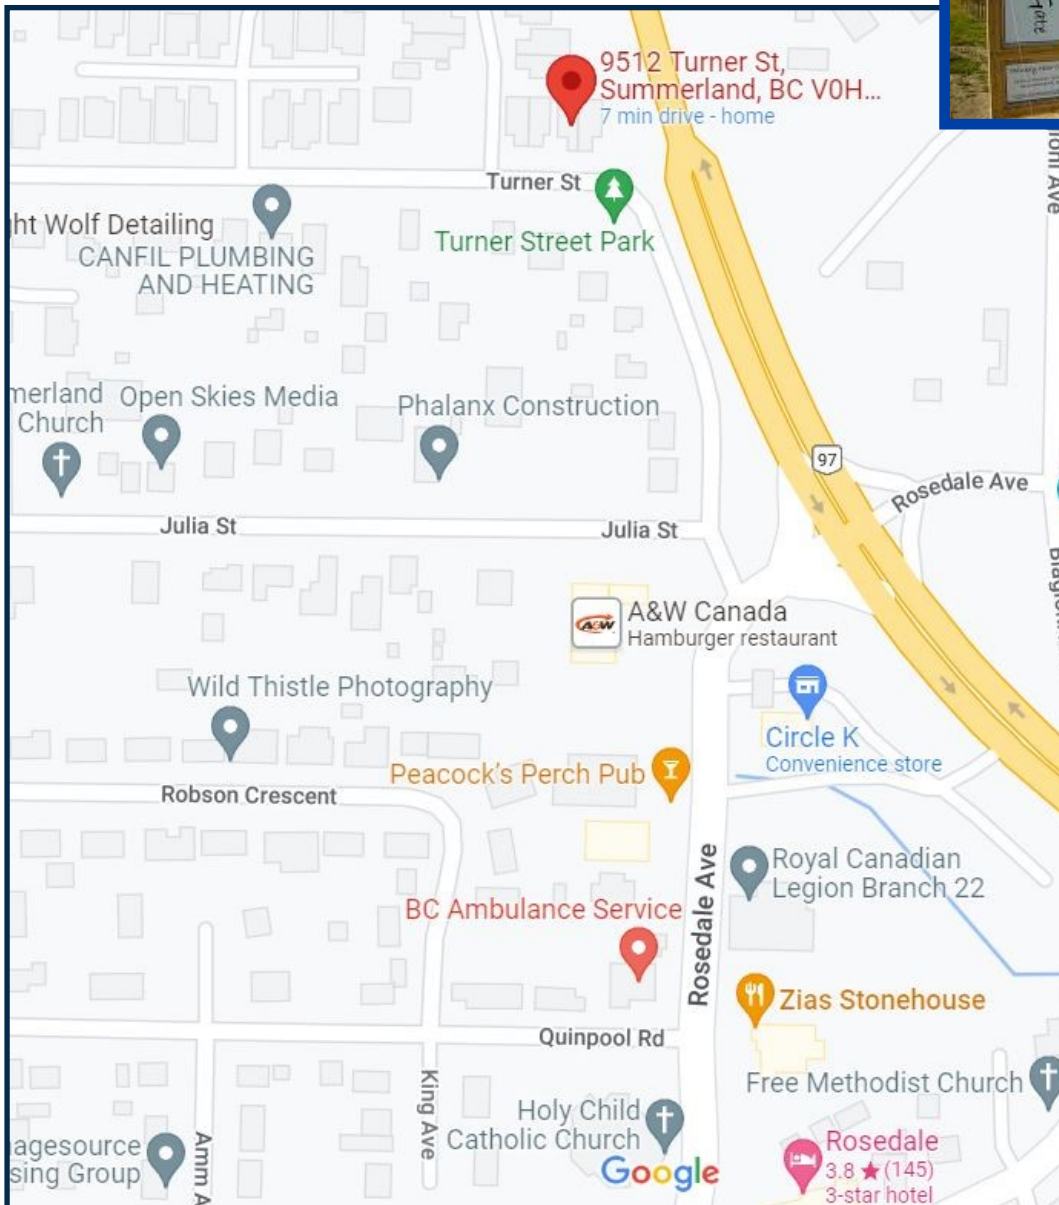 Gate
9512 Turner St,
Summerland, BC V0H...
7 min drive - home
Turner St
Turner Street Park
ht Wolf Detailing
CANFIL PLUMBING
AND HEATING
merland
Church
Open Skies Media
Phalanx Construction
97
Rosedale Ave
Julia St
Julia St
A&W
A&W Canada
Hamburger restaurant
Wild Thistle Photography
Circle K
Convenience store
Peacock's Perch Pub
Robson Crescent
Rosedale Ave
Royal Canadian
Legion Branch 22
BC Ambulance Service
Zias Stonehouse
Quinpool Rd
Free Methodist Church
King Ave
Holy Child
Catholic Church
Google
agesource
sing Group
Amm A
Rosedale
3.8 ★ (145)
3-star hotel